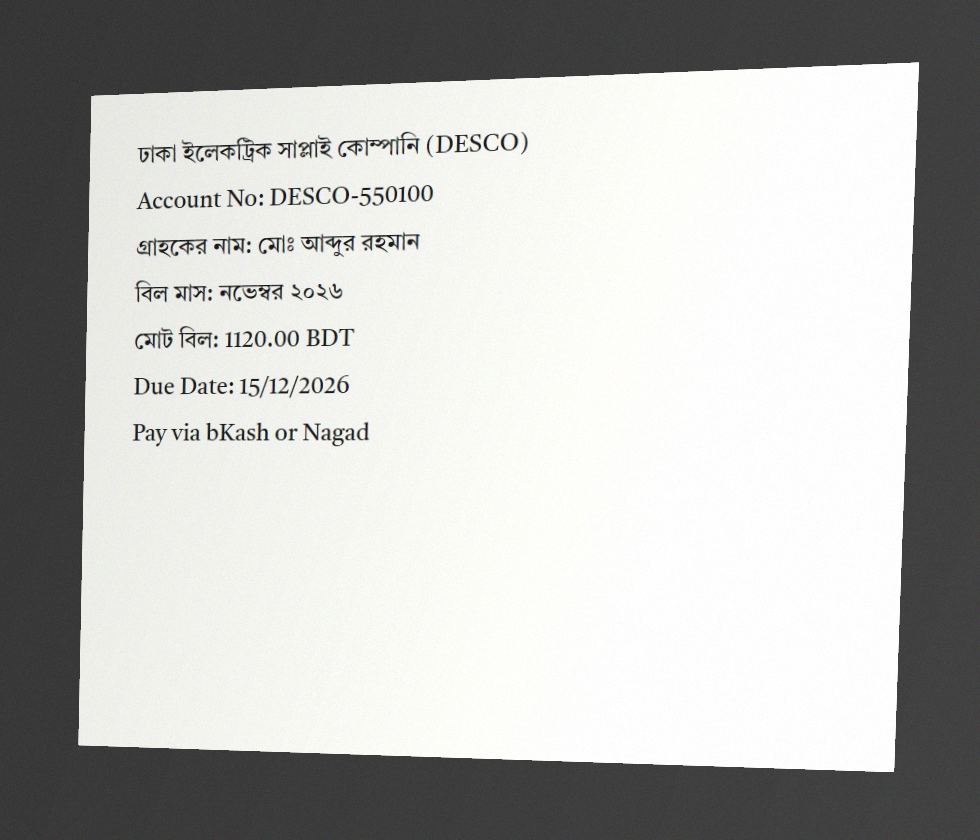 ঢাকা ইলেকট্রিক সাপ্লাই কোম্পানি (DESCO)
Account No: DESCO-550100
গ্রাহকের নাম: মোঃ আব্দুর রহমান
বিল মাস: নভেম্বর ২০২৬
মোট বিল: 1120.00 BDT
Due Date: 15/12/2026
Pay via bKash or Nagad